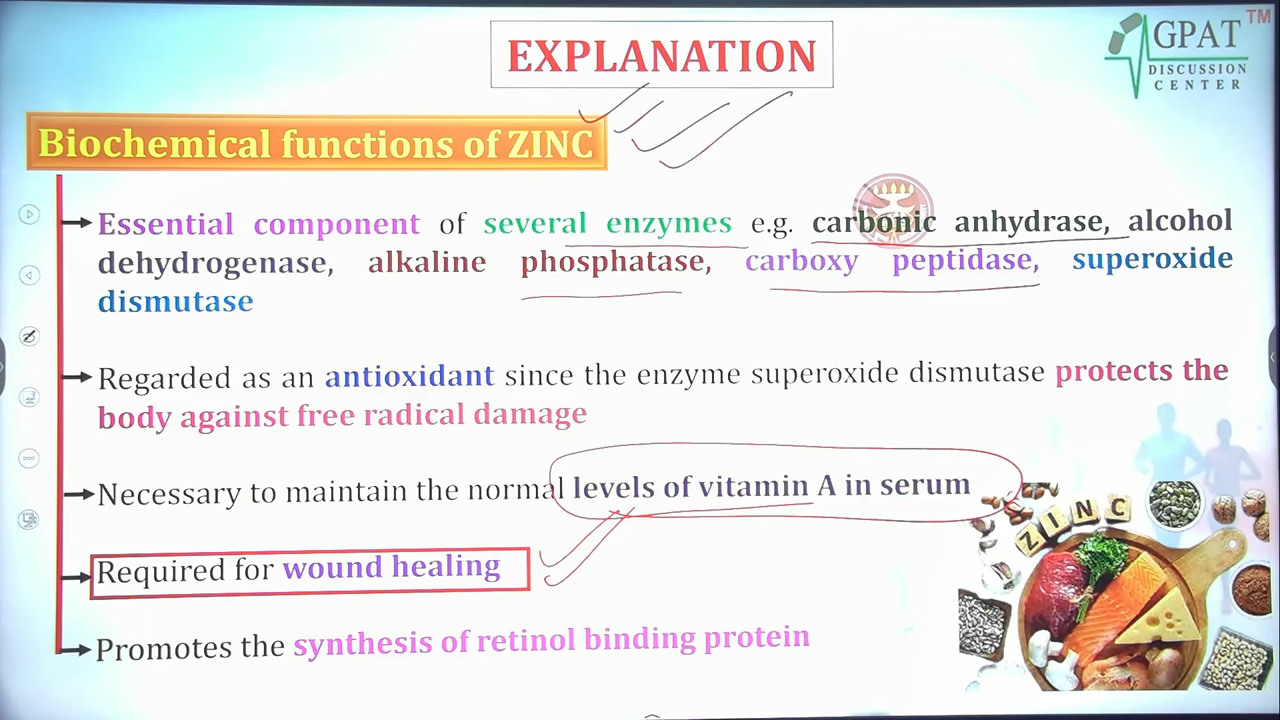 EXPLANATION
TM
GPAT
DISCUSSION
CENTER
Biochemical functions of ZINC
Essential component of several enzymes e.g. carbonic anhydrase, alcohol
dehydrogenase, alkaline phosphatase, carboxy peptidase, superoxide
dismutase
Regarded as an antioxidant since the enzyme superoxide dismutase protects the
body against free radical damage
Necessary to maintain the normal levels of vitamin A in serum
ZINC
Required for wound healing
Promotes the synthesis of retinol binding protein